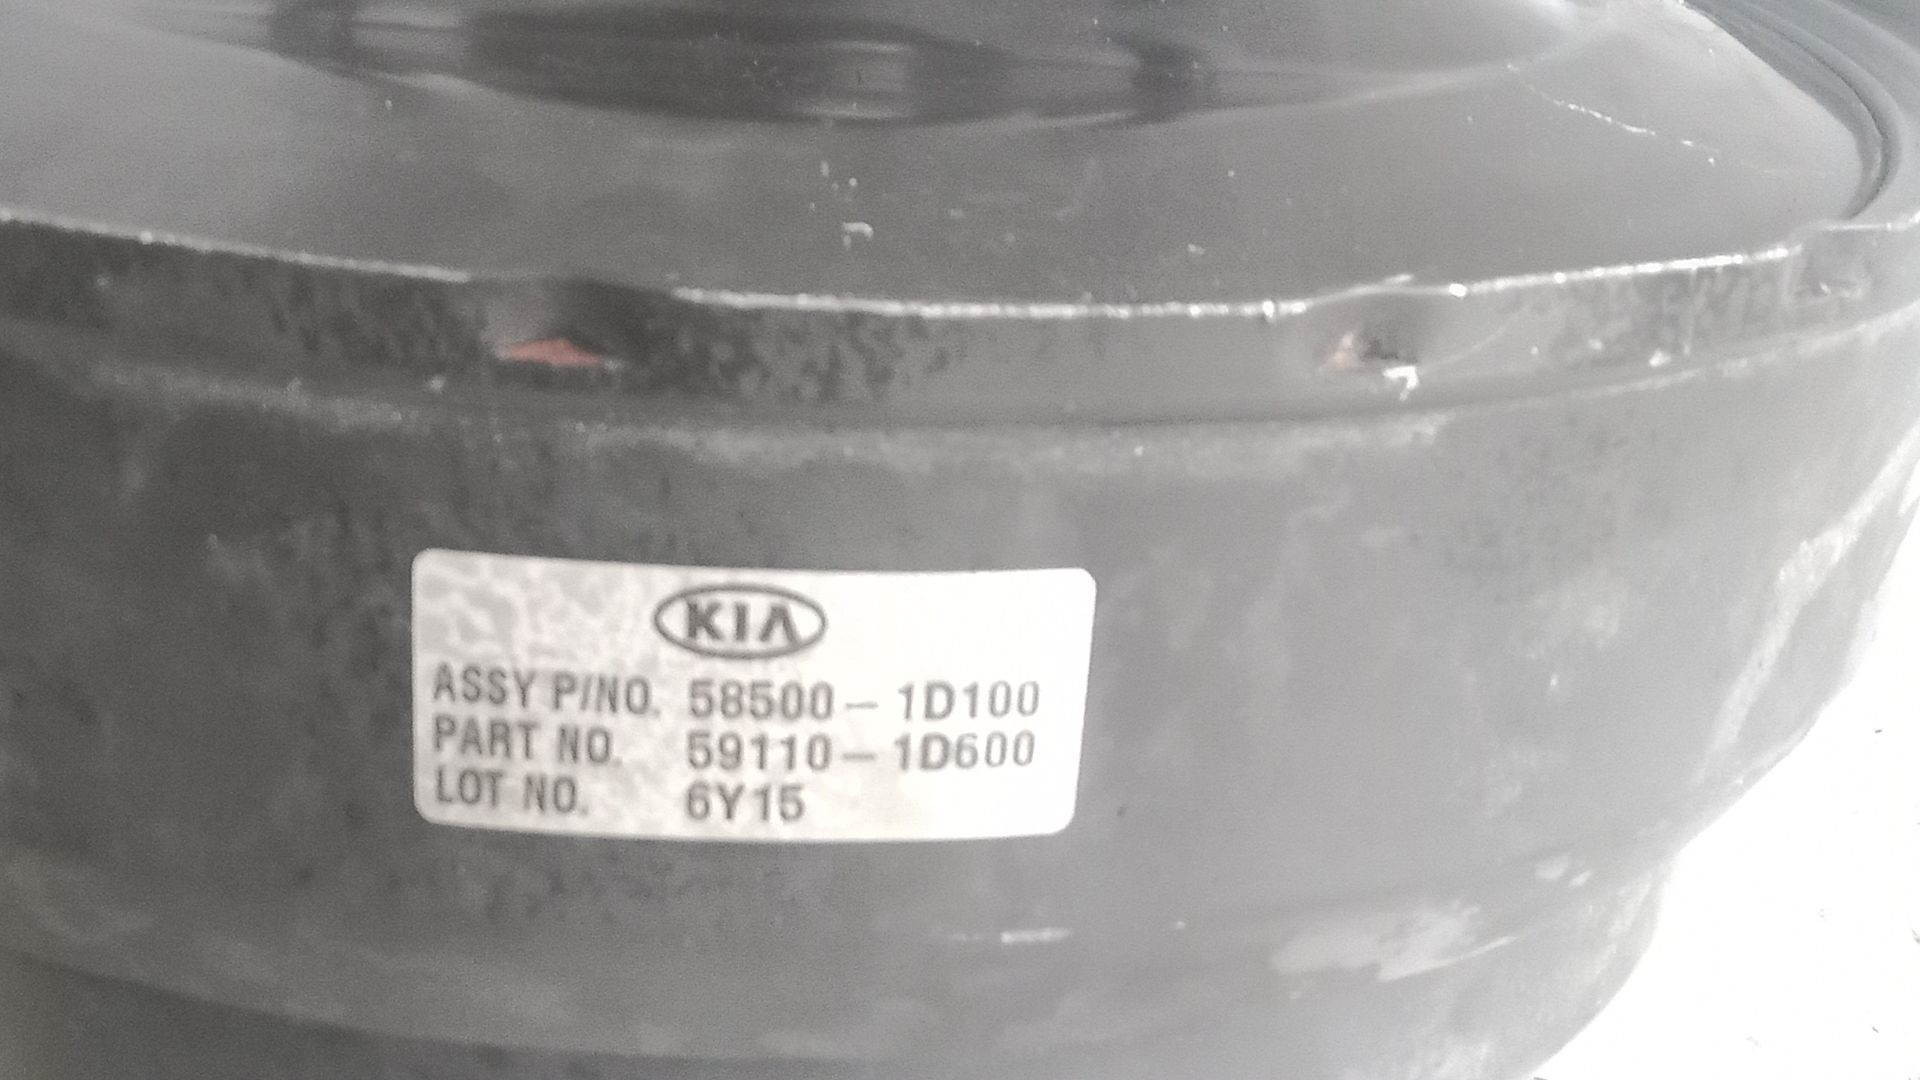 KIA
ASSY P/NO. 58500-1D100
PART NO. 59110-1D600
LOT NO. 6Y15